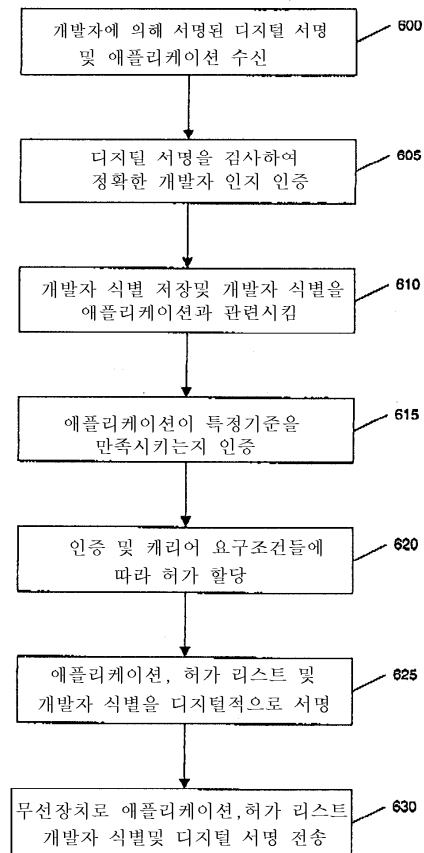 개발자에 의해 서명된 디지털 서명
및 애플리케이션 수신
600
디지털 서명을 검사하여
정확한 개발자 인지 인증
605
개발자 식별 저장및 개발자 식별을
애플리케이션과 관련시킴
610
애플리케이션이 특정기준을
만족시키는지 인증
615
인증 및 캐리어 요구조건들에
따라 허가 할당
620
애플리케이션, 허가 리스트 및
개발자 식별을 디지털적으로 서명
625
무선장치로 애플리케이션,허가 리스트
개발자 식별및 디지털 서명 전송
630